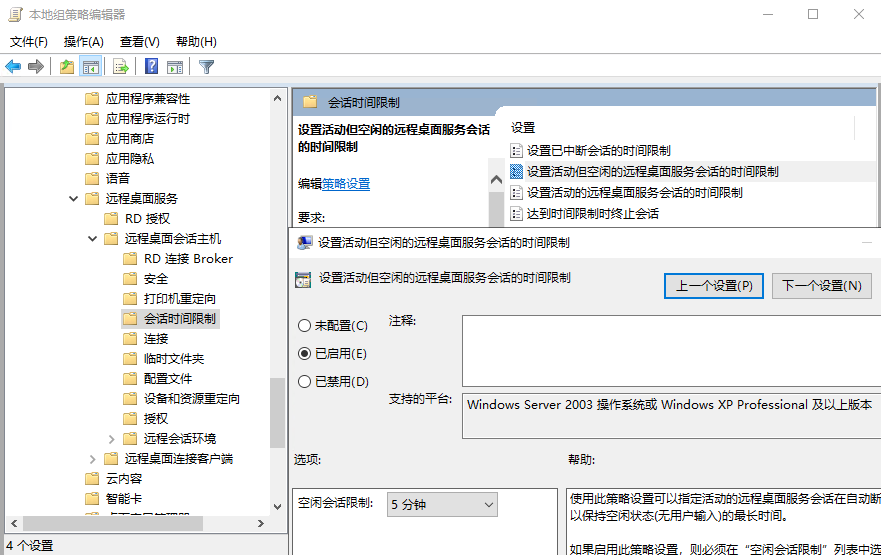 本地组策略编辑器
文件(F) 操作(A) 查看(V) 帮助(H)
应用程序兼容性
应用程序运行时
应用商店
应用隐私
语音
远程桌面服务
RD 授权
远程桌面会话主机
RD 连接 Broker
安全
打印机重定向
会话时间限制
连接
临时文件夹
配置文件
设备和资源重定向
授权
远程会话环境
远程桌面连接客户端
云内容
智能卡
4 个设置
会话时间限制
设置活动但空闲的远程桌面服务会话
的时间限制
编辑策略设置
要求:
设置
设置已中断会话的时间限制
设置活动但空闲的远程桌面服务会话的时间限制
设置活动的远程桌面服务会话的时间限制
达到时间限制时终止会话
设置活动但空闲的远程桌面服务会话的时间限制
设置活动但空闲的远程桌面服务会话的时间限制
上一个设置(P) 下一个设置(N)
未配置(C)
已启用(E)
已禁用(D)
注释:
支持的平台:
Windows Server 2003 操作系统或 Windows XP Professional 及以上版本
选项:
帮助:
空闲会话限制: 5 分钟
使用此策略设置可以指定活动的远程桌面服务会话在自动断
以保持空闲状态(无用户输入)的最长时间。
如果启用此策略设置，则必须在“空闲会话限制”列表中选